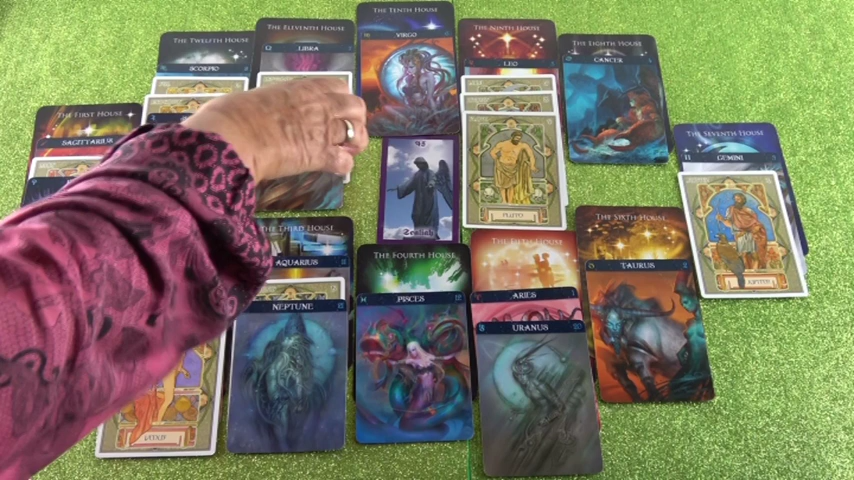 THE TENTH HOUSE
VIRGO
THE ELEVENTH HOUSE
LIBRA
THE NINTH HOUSE
LEO
THE TWELFTH HOUSE
SCORPIO
THE EIGHTH HOUSE
CANCER
THE FIRST HOUSE
SAGITTARIUS
THE SEVENTH HOUSE
GEMINI
PLUTO
JUPITER
THE THIRD HOUSE
AQUARIUS
NEPTUNE
THE FOURTH HOUSE
PISCES
THE FIFTH HOUSE
ARIES
URANUS
THE SIXTH HOUSE
TAURUS